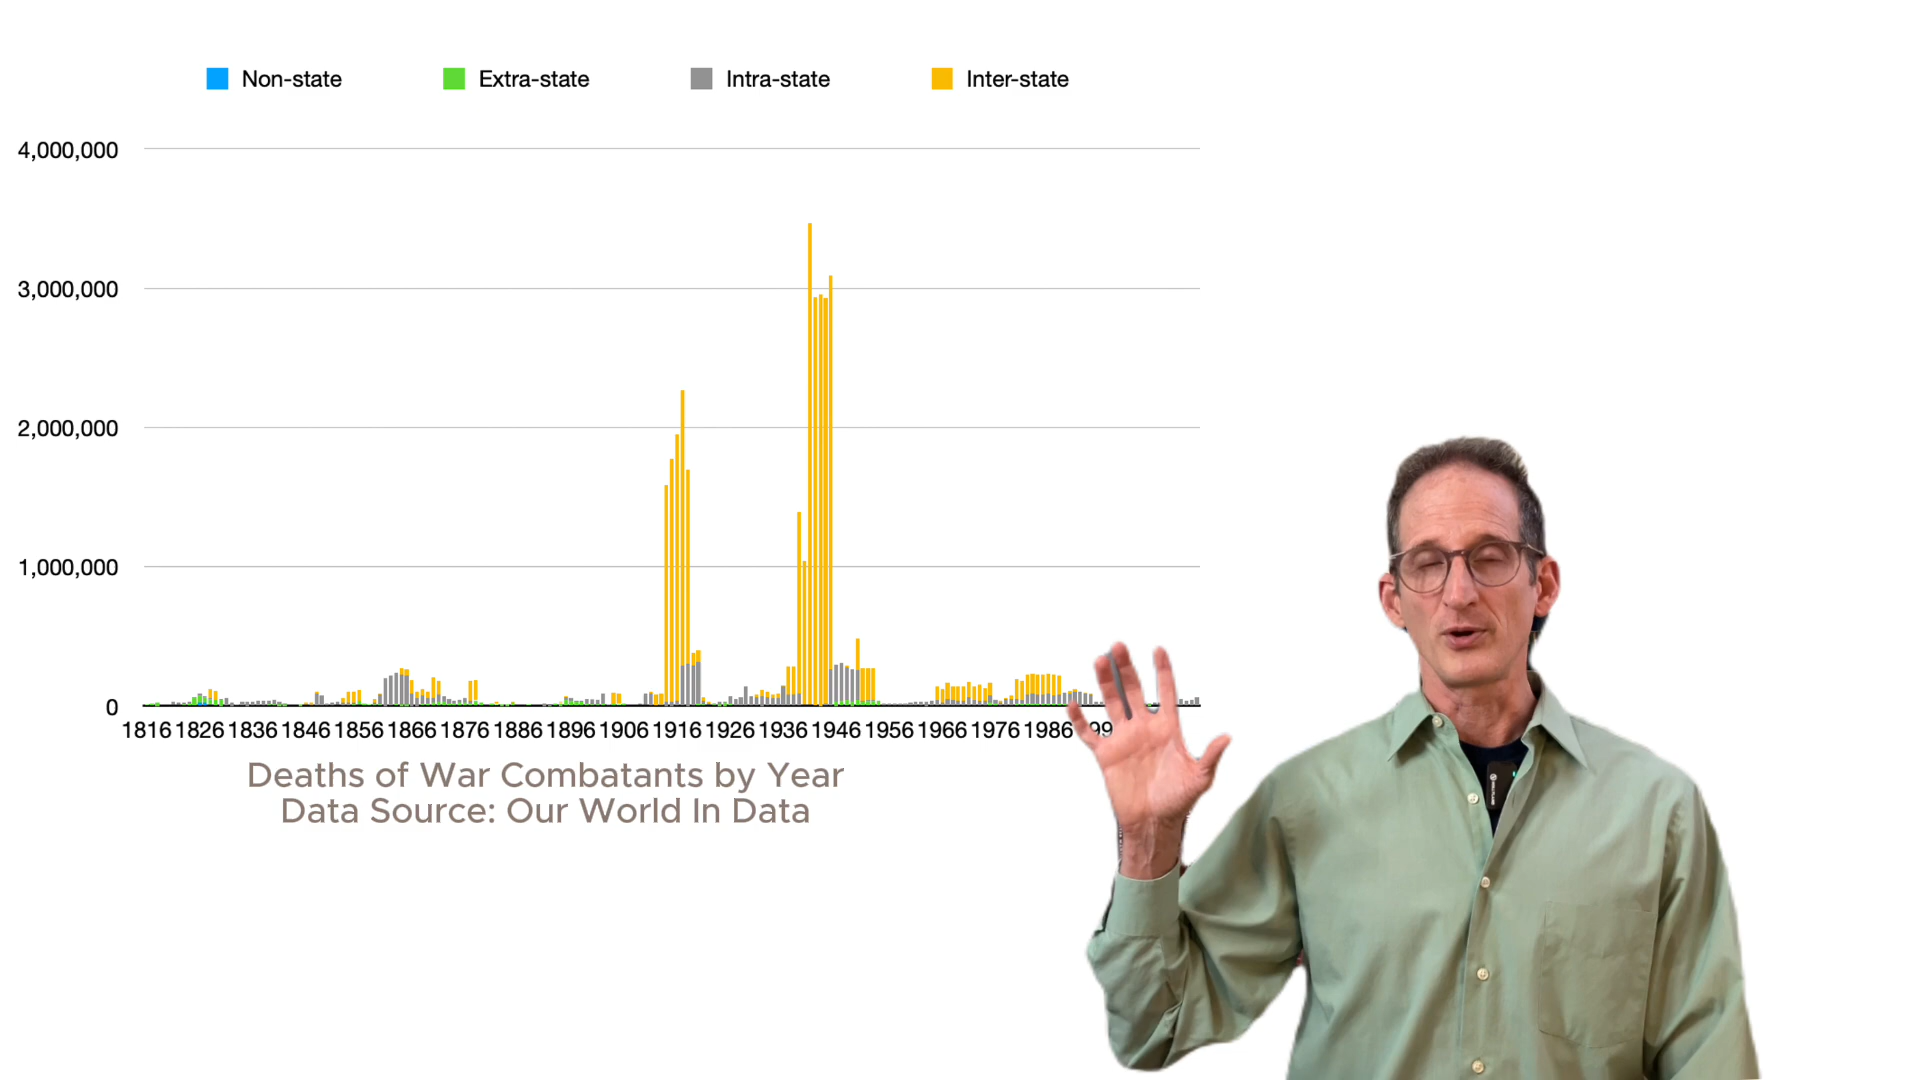 Non-state Extra-state Intra-state Inter-state
4,000,000
3,000,000
2,000,000
1,000,000
0
1816 1826 1836 1846 1856 1866 1876 1886 1896 1906 1916 1926 1936 1946 1956 1966 1976 1986
Deaths of War Combatants by Year
Data Source: Our World In Data